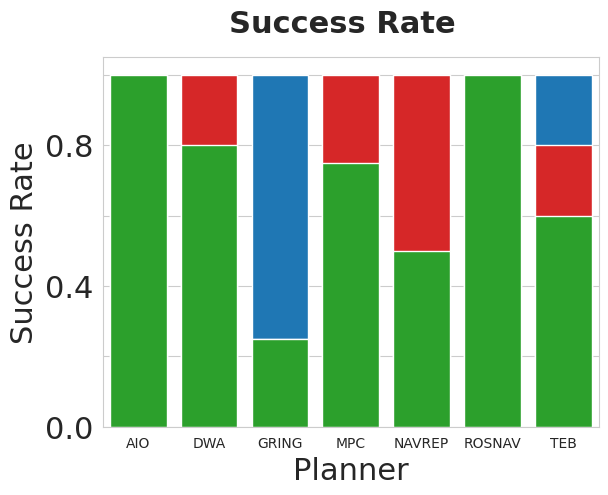 Success Rate
Success Rate
0.8
0.4
0.0
AIO DWA GRING MPC NAVREP ROSNAV TEB
Planner